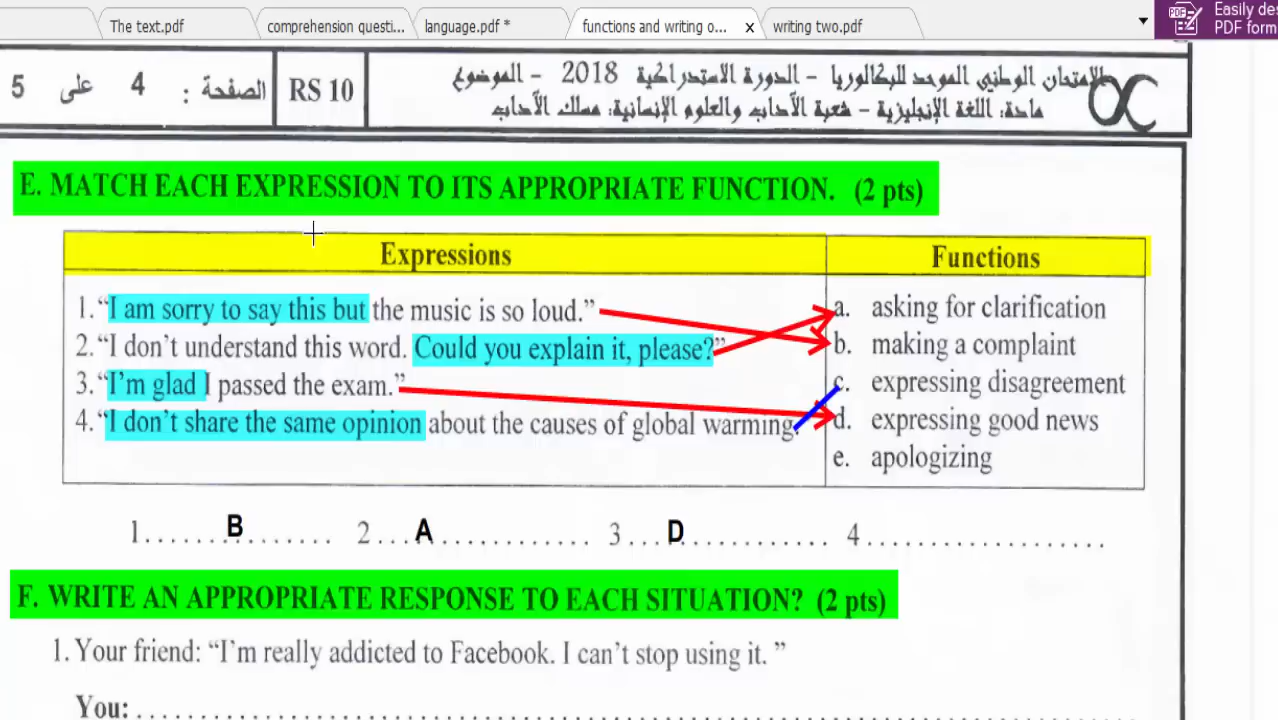 The text.pdf comprehension questi... language.pdf * functions and writing o... x writing two.pdf
Easily des
PDF form
PDF
الامتحان الوطني الموحد للبكالوريا - الدورة الاستدراكية 2018 - الموضوع
مادة: اللغة الإنجليزية - شعبة الآداب والعلوم الإنسانية: مسلك الآداب
RS 10
الصفحة : 4 على 5
E. MATCH EACH EXPRESSION TO ITS APPROPRIATE FUNCTION. (2 pts)
Expressions
1. “I am sorry to say this but the music is so loud.”
2. “I don’t understand this word. Could you explain it, please?”
3. “I’m glad I passed the exam.”
4. “I don’t share the same opinion about the causes of global warming.
Functions
a. asking for clarification
b. making a complaint
c. expressing disagreement
d. expressing good news
e. apologizing
1.......B....... 2...A............ 3...D............ 4....................
F. WRITE AN APPROPRIATE RESPONSE TO EACH SITUATION? (2 pts)
1. Your friend: “I’m really addicted to Facebook. I can’t stop using it. ”
You: ........................................................................